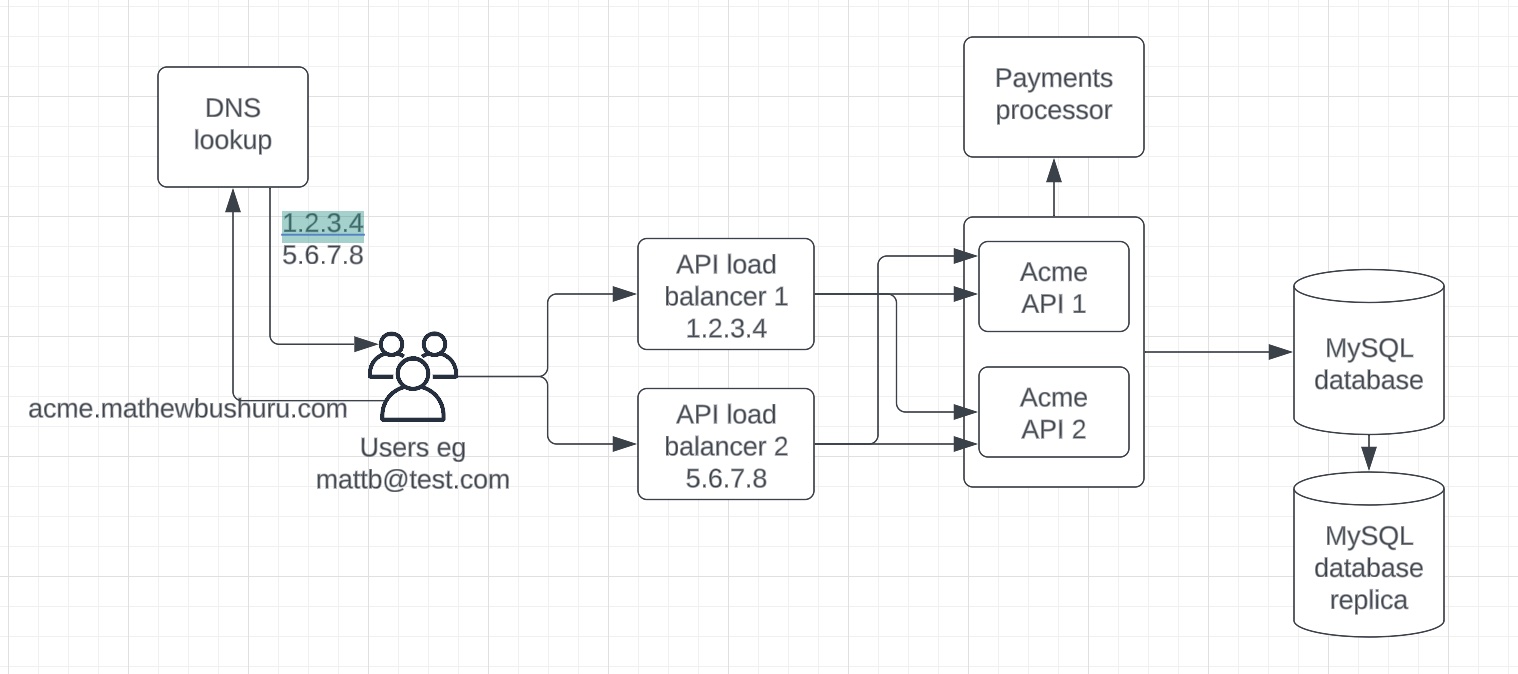 DNS
lookup
1.2.3.4
5.6.7.8
acme.mathewbushuru.com
Users eg
mattb@test.com
API load
balancer 1
1.2.3.4
API load
balancer 2
5.6.7.8
Payments
processor
Acme
API 1
Acme
API 2
MySQL
database
MySQL
database
replica